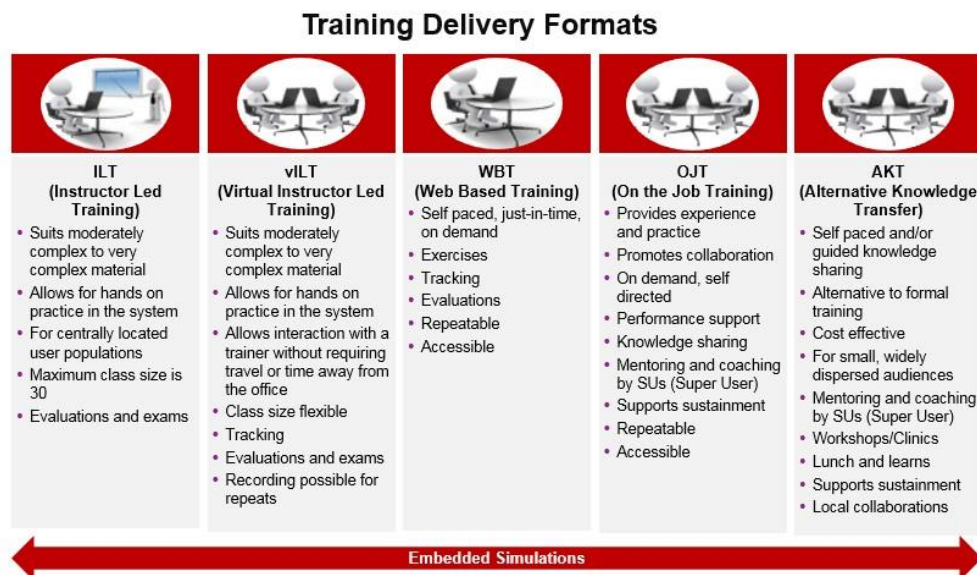 Training Delivery Formats
ILT
(Instructor Led
Training)
• Suits moderately
complex to very
complex material
• Allows for hands on
practice in the system
• For centrally located
user populations
• Maximum class size is
30
• Evaluations and exams
vILT
(Virtual Instructor Led
Training)
• Suits moderately
complex to very
complex material
• Allows for hands on
practice in the system
• Allows interaction with a
trainer without requiring
travel or time away from
the office
• Class size flexible
• Tracking
• Evaluations and exams
• Recording possible for
repeats
WBT
(Web Based Training)
• Self paced, just-in-time,
on demand
• Exercises
• Tracking
• Evaluations
• Repeatable
• Accessible
OJT
(On the Job Training)
• Provides experience
and practice
• Promotes collaboration
• On demand, self
directed
• Performance support
• Knowledge sharing
• Mentoring and coaching
by SUs (Super User)
• Supports sustainment
• Repeatable
• Accessible
AKT
(Alternative Knowledge
Transfer)
• Self paced and/or
guided knowledge
sharing
• Alternative to formal
training
• Cost effective
• For small, widely
dispersed audiences
• Mentoring and coaching
by SUs (Super User)
• Workshops/Clinics
• Lunch and learns
• Supports sustainment
• Local collaborations
Embedded Simulations